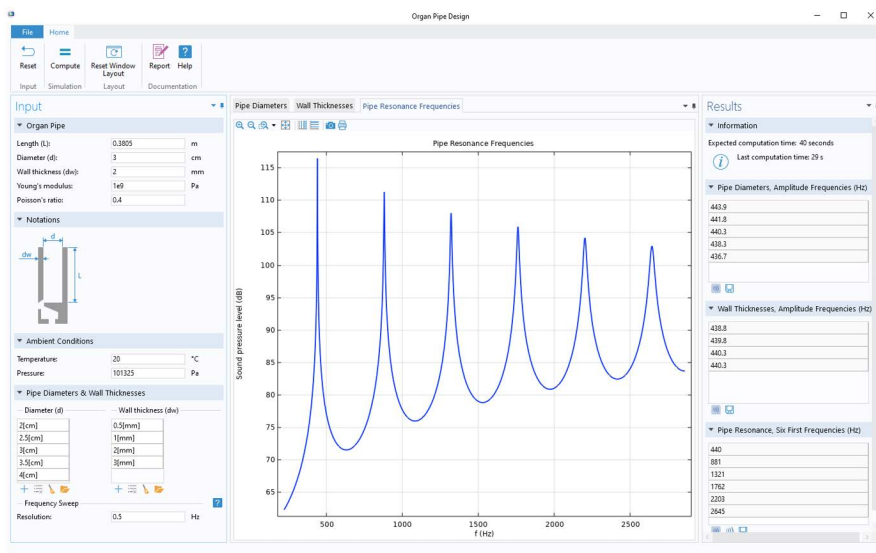 Organ Pipe Design
File Home
Reset Compute Reset Window Layout Report Help
Input Simulation Layout Documentation
Input
Organ Pipe
Length (L): 0.3805 m
Diameter (d): 3 cm
Wall thickness (dw): 2 mm
Young's modulus: 1e9 Pa
Poisson's ratio: 0.4
Notations
d
dw
L
Ambient Conditions
Temperature: 20 °C
Pressure: 101325 Pa
Pipe Diameters & Wall Thicknesses
Diameter (d) Wall thickness (dw)
2[cm] 0.5[mm]
2.5[cm] 1[mm]
3[cm] 2[mm]
3.5[cm] 3[mm]
4[cm]
Frequency Sweep ?
Resolution: 0.5 Hz
Pipe Diameters Wall Thicknesses Pipe Resonance Frequencies
Pipe Resonance Frequencies
Sound pressure level (dB)
115
110
105
100
95
90
85
80
75
70
65
500 1000 1500 2000 2500
f (Hz)
Results
Information
Expected computation time: 40 seconds
Last computation time: 29 s
Pipe Diameters, Amplitude Frequencies (Hz)
443.9
441.8
440.3
438.3
436.7
Wall Thicknesses, Amplitude Frequencies (Hz)
438.8
439.8
440.3
440.3
Pipe Resonance, Six First Frequencies (Hz)
440
881
1321
1762
2203
2645